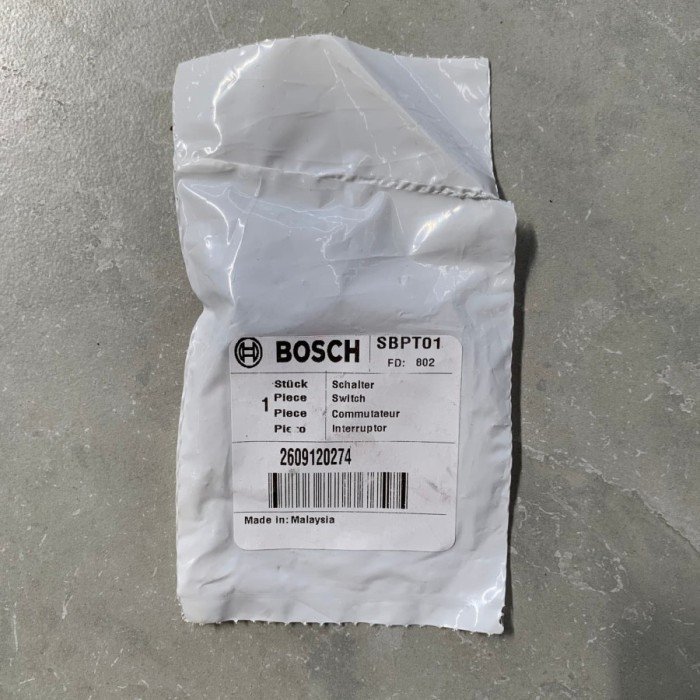 BOSCH
SBPT01
FD: 802
1
Stück Schalter
Piece Switch
Piece Commutateur
Interruptor
2609120274
Made in: Malaysia